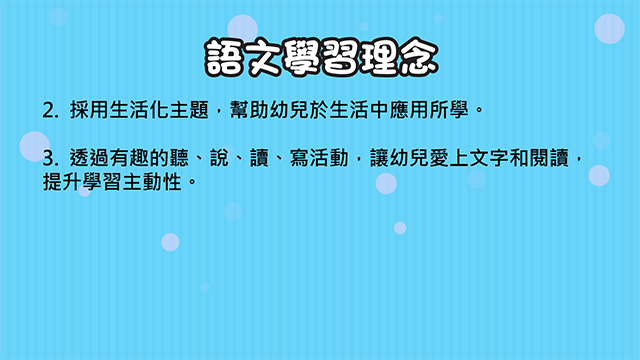 語文學習理念
2. 採用生活化主題，幫助幼兒於生活中應用所學。
3. 透過有趣的聽、說、讀、寫活動，讓幼兒愛上文字和閱讀，
提升學習主動性。